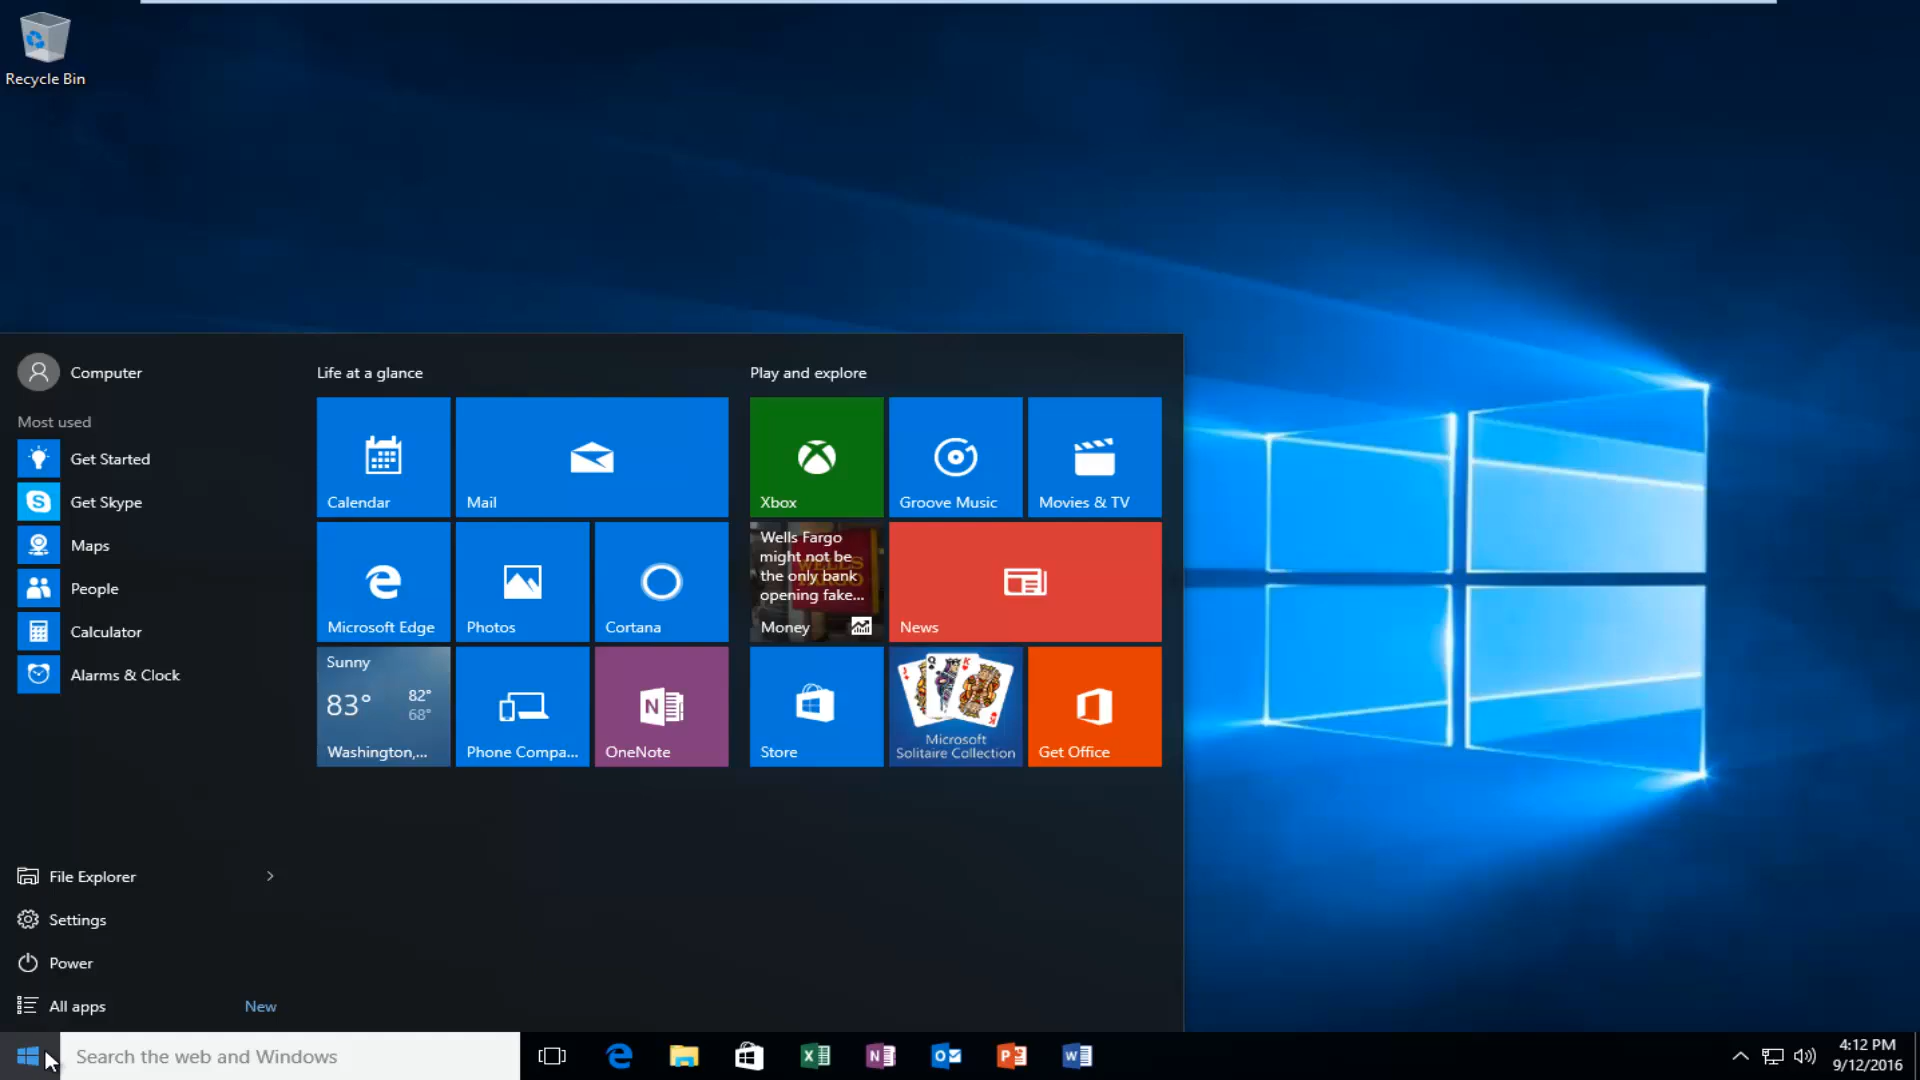 Recycle Bin
Computer
Most used
Get Started
Get Skype
Maps
People
Calculator
Alarms & Clock
File Explorer
Settings
Power
All apps
New
Life at a glance
Calendar
Mail
Microsoft Edge
Photos
Cortana
Sunny
83°
82°
68°
Washington,...
Phone Compa...
N
OneNote
Play and explore
Xbox
Groove Music
Movies & TV
Wells Fargo
might not be
the only bank
opening fake...
Money
News
Store
Microsoft
Solitaire Collection
Get Office
Search the web and Windows
4:12 PM
9/12/2016